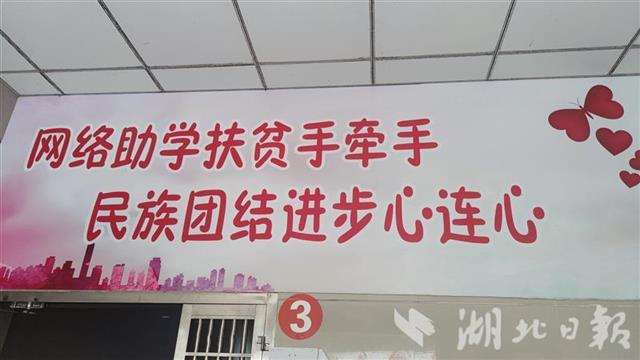 网络助学扶贫手牵手
民族团结进步心连心
3
湖北日报